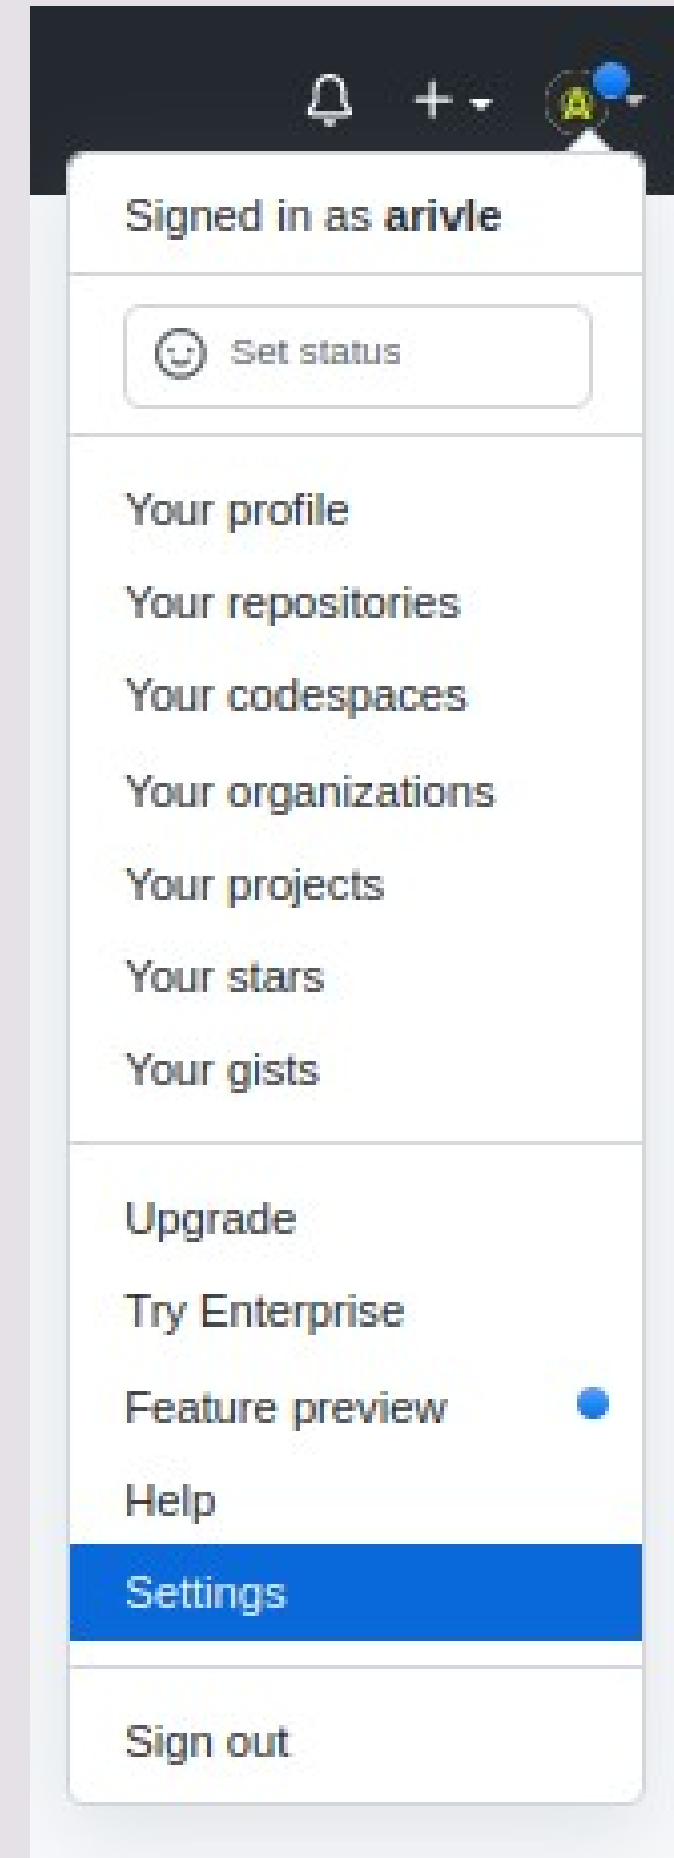 A
Signed in as arivle
Set status
Your profile
Your repositories
Your codespaces
Your organizations
Your projects
Your stars
Your gists
Upgrade
Try Enterprise
Feature preview
Help
Settings
Sign out